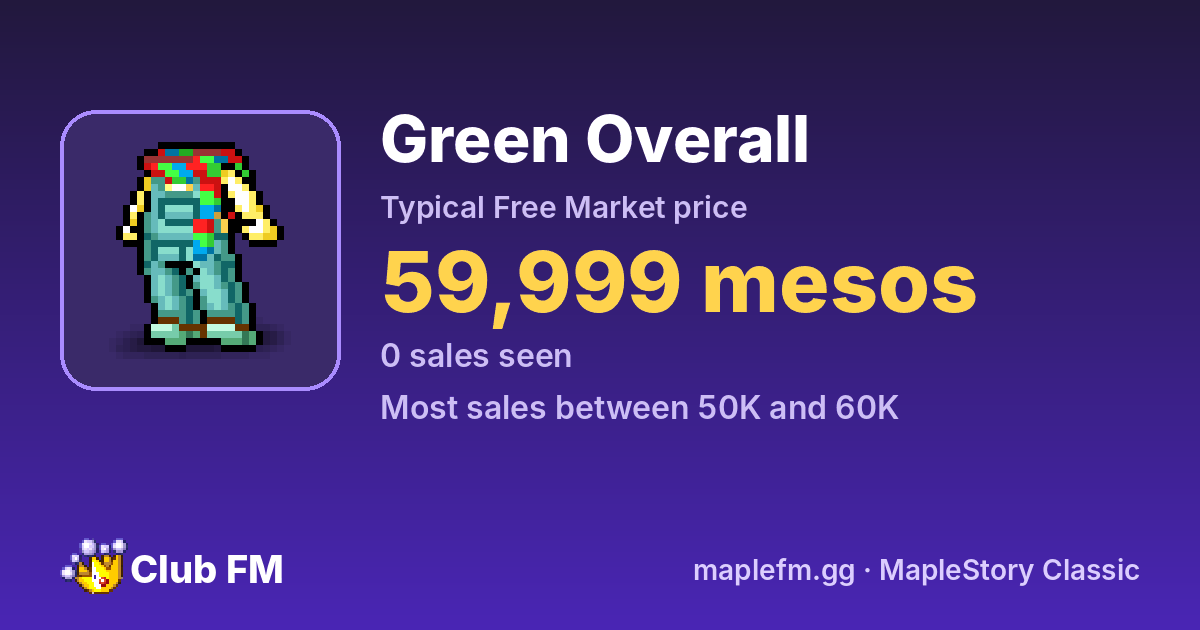 Green Overall
Typical Free Market price
59,999 mesos
0 sales seen
Most sales between 50K and 60K
Club FM
maplefm.gg · MapleStory Classic